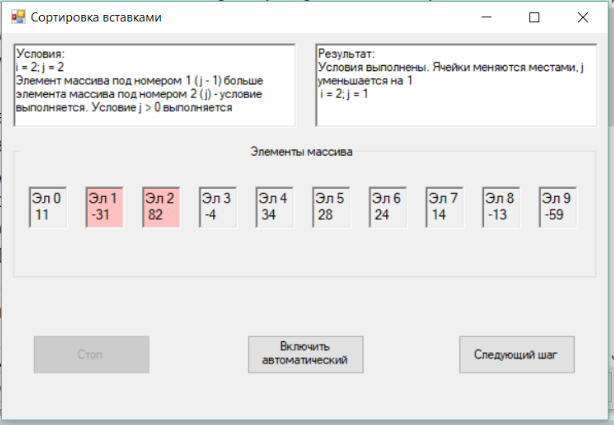 Сортировка вставками
Условия:
i = 2; j = 2
Элемент массива под номером 1 (j - 1) больше
элемента массива под номером 2 (j) - условие
выполняется. Условие j > 0 выполняется
Результат:
Условия выполнены. Ячейки меняются местами, j
уменьшается на 1
i = 2; j = 1
Элементы массива
Эл 0 Эл 1 Эл 2 Эл 3 Эл 4 Эл 5 Эл 6 Эл 7 Эл 8 Эл 9
11 -31 82 -4 34 28 24 14 -13 -59
Стоп
Включить
автоматический
Следующий шаг